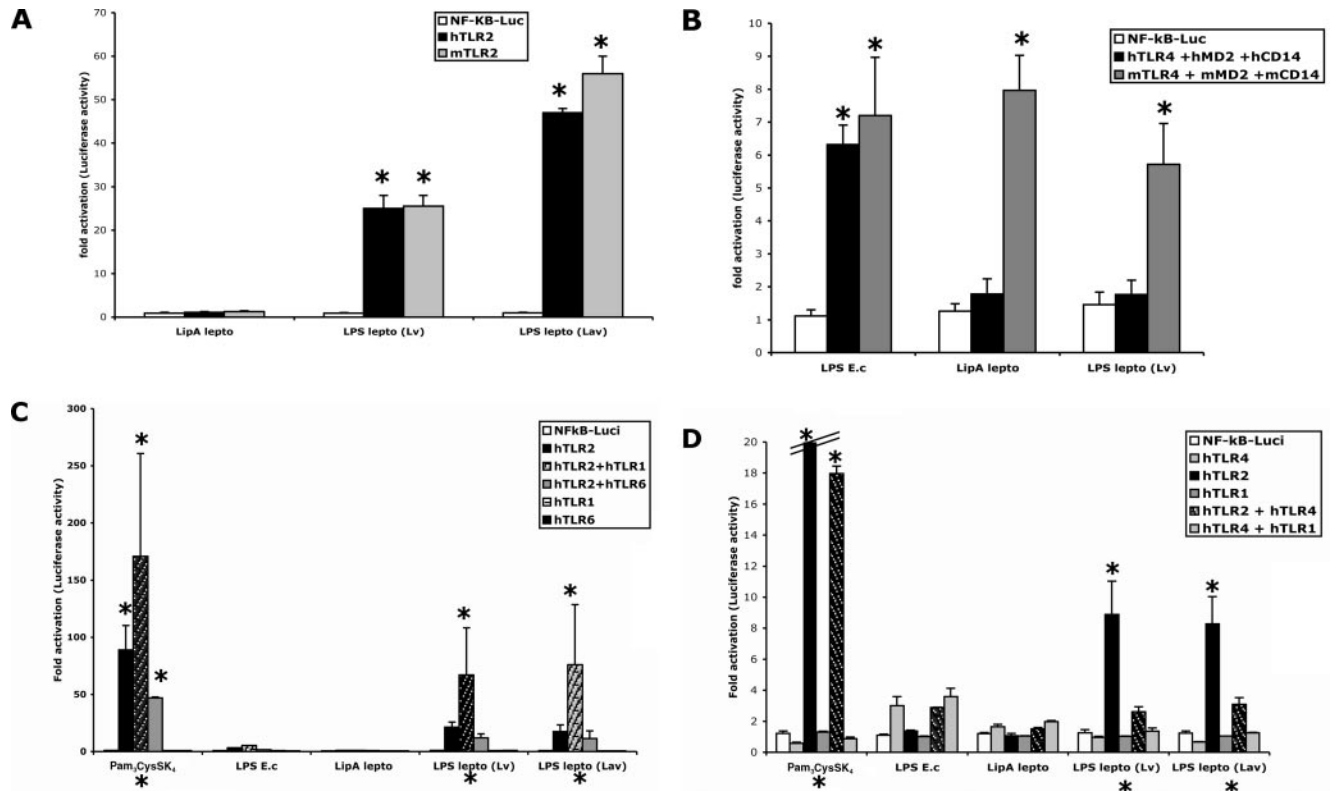 A
NF-KB-Luc
hTLR2
mTLR2
fold activation (Luciferase activity)
70
60
50
40
30
20
10
0
LipA lepto
LPS lepto (Lv)
LPS lepto (Lav)
* * * *
B
NF-kB-Luc
hTLR4 +hMD2 +hCD14
mTLR4 + mMD2 +mCD14
fold activation (luciferase activity)
10
9
8
7
6
5
4
3
2
1
0
LPS E.c
LipA lepto
LPS lepto (Lv)
* * * *
C
NFkB-Luci
hTLR2
hTLR2+hTLR1
hTLR2+hTLR6
hTLR1
hTLR6
Fold activation (Luciferase activity)
300
250
200
150
100
50
0
* * * * *
Pam3CysSK4
LPS E.c
LipA lepto
LPS lepto (Lv)
LPS lepto (Lav)
* * *
D
NF-kB-Luci
hTLR4
hTLR2
hTLR1
hTLR2 + hTLR4
hTLR4 + hTLR1
Fold activation (Luciferase activity)
20
18
16
14
12
10
8
6
4
2
0
* * * *
Pam3CysSK4
LPS E.c
LipA lepto
LPS lepto (Lv)
LPS lepto (Lav)
* * *